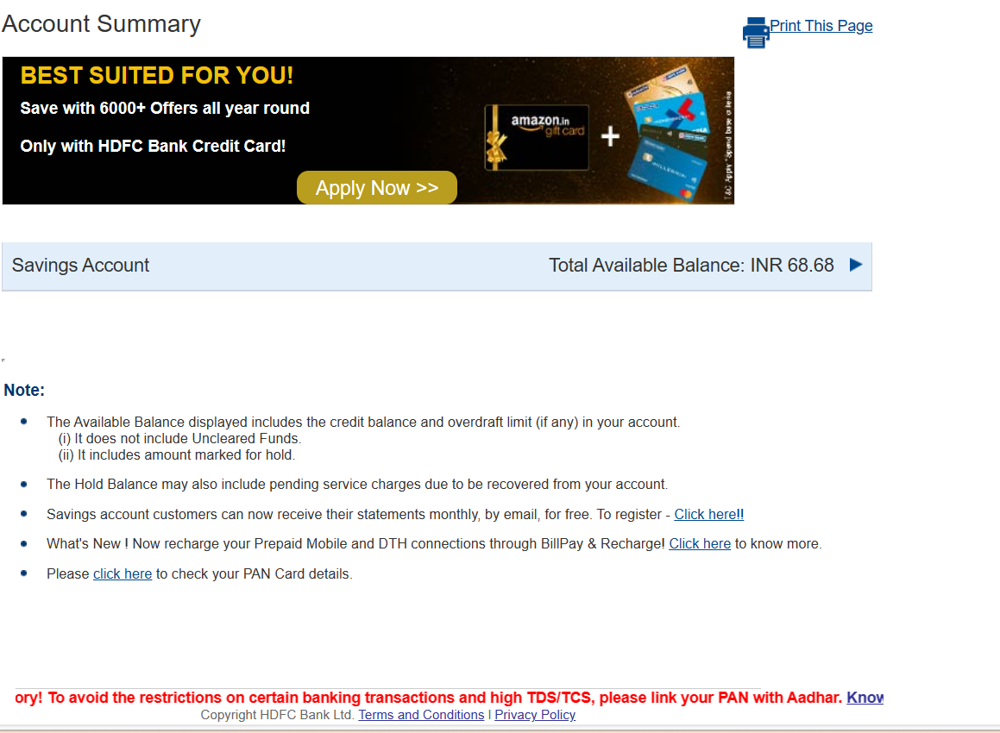 Account Summary
Print This Page
BEST SUITED FOR YOU!
Save with 6000+ Offers all year round
Only with HDFC Bank Credit Card!
amazon.in
gift card
+
MILLENNIA
T&C Apply *Spend base criteria
Apply Now >>
Savings Account Total Available Balance: INR 68.68
Note:
The Available Balance displayed includes the credit balance and overdraft limit (if any) in your account.
(i) It does not include Uncleared Funds.
(ii) It includes amount marked for hold.
The Hold Balance may also include pending service charges due to be recovered from your account.
Savings account customers can now receive their statements monthly, by email, for free. To register - Click here!!
What's New ! Now recharge your Prepaid Mobile and DTH connections through BillPay & Recharge! Click here to know more.
Please click here to check your PAN Card details.
ory! To avoid the restrictions on certain banking transactions and high TDS/TCS, please link your PAN with Aadhar. Know
Copyright HDFC Bank Ltd. Terms and Conditions I Privacy Policy